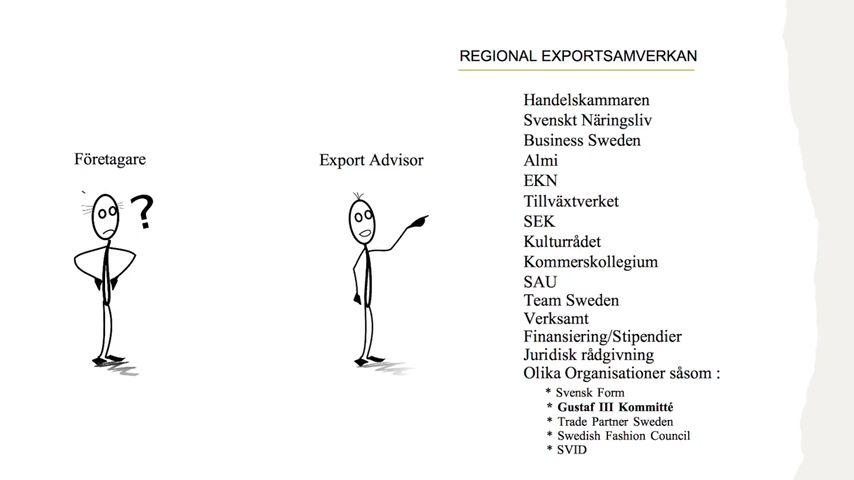 REGIONAL EXPORTSAMVERKAN
Företagare
?
Export Advisor
Handelskammaren
Svenskt Näringsliv
Business Sweden
Almi
EKN
Tillväxtverket
SEK
Kulturrådet
Kommerskollegium
SAU
Team Sweden
Verksamt
Finansiering/Stipendier
Juridisk rådgivning
Olika Organisationer såsom :
* Svensk Form
* Gustaf III Kommitté
* Trade Partner Sweden
* Swedish Fashion Council
* SVID